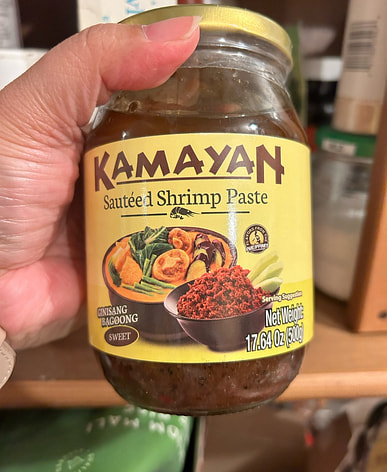 KAMAYAN
Sautéed Shrimp Paste
GINISANG
BAGOONG
SWEET
Serving Suggestion
Net Weight:
17.64 Oz (500g)